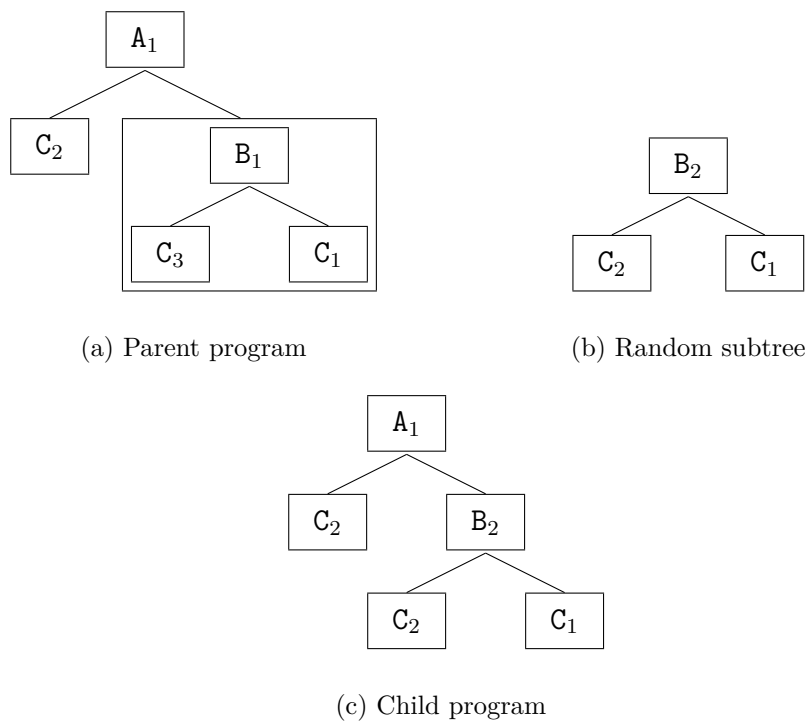 A₁
C₂
B₁
B₂
C₃ C₁
C₂ C₁
(a) Parent program
(b) Random subtree
A₁
C₂ B₂
C₂ C₁
(c) Child program